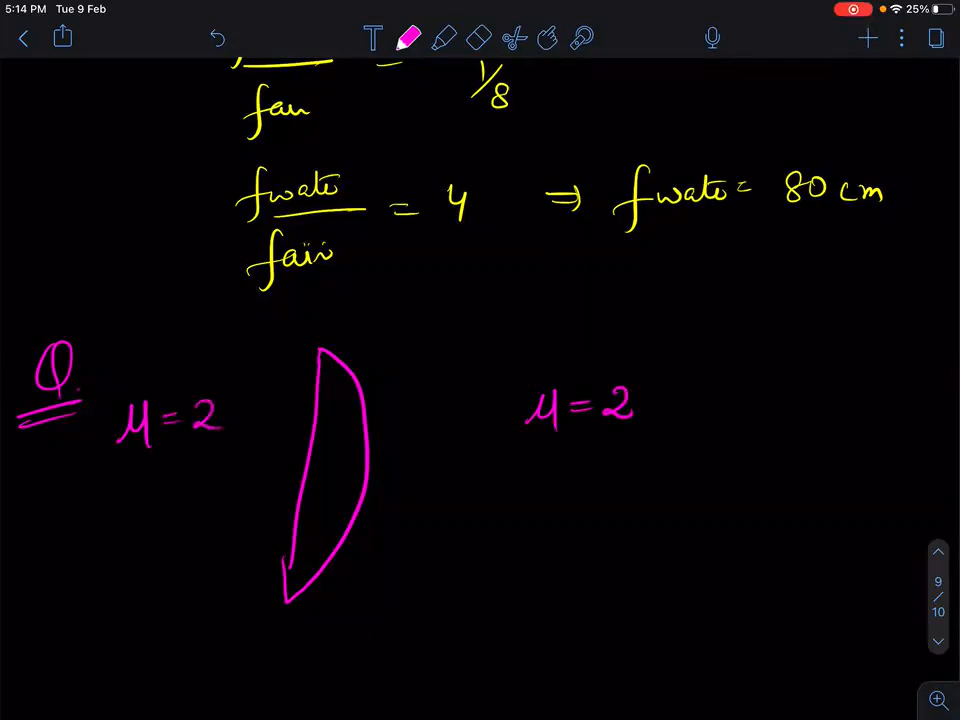 5:14 PM Tue 9 Feb 25%
T
= 1/8
fair
fwater
= 4 ⇒ fwater = 80 cm
fair
Q.
μ = 2 μ = 2
9
/
10